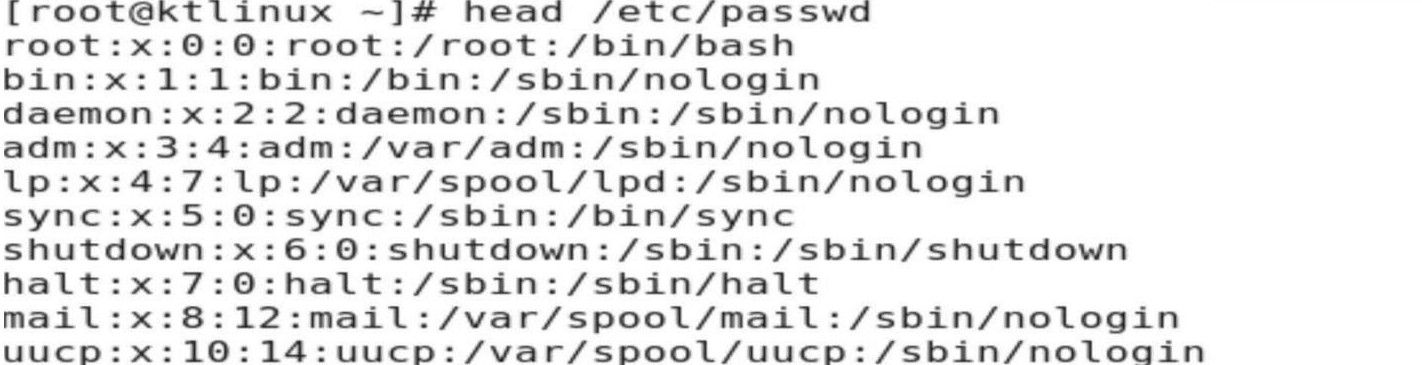 [root@ktlinux ~]# head /etc/passwd
root:x:0:0:root:/root:/bin/bash
bin:x:1:1:bin:/bin:/sbin/nologin
daemon:x:2:2:daemon:/sbin:/sbin/nologin
adm:x:3:4:adm:/var/adm:/sbin/nologin
lp:x:4:7:lp:/var/spool/lpd:/sbin/nologin
sync:x:5:0:sync:/sbin:/bin/sync
shutdown:x:6:0:shutdown:/sbin:/sbin/shutdown
halt:x:7:0:halt:/sbin:/sbin/halt
mail:x:8:12:mail:/var/spool/mail:/sbin/nologin
uucp:x:10:14:uucp:/var/spool/uucp:/sbin/nologin